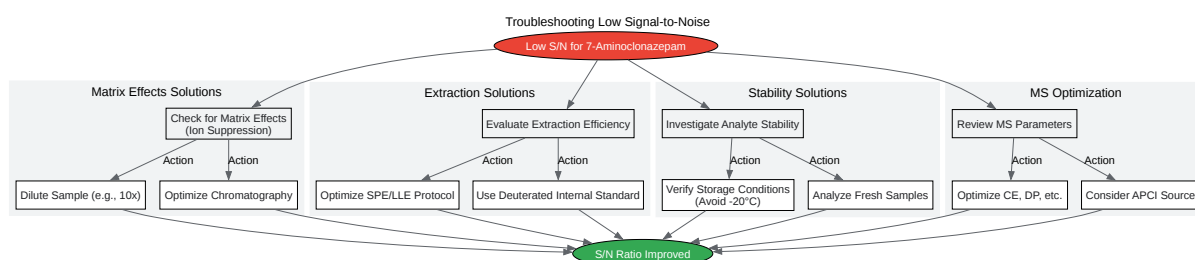 Troubleshooting Low Signal-to-Noise
Low S/N for 7-Aminoclonazepam
Matrix Effects Solutions
Extraction Solutions
Stability Solutions
MS Optimization
Check for Matrix Effects
(Ion Suppression)
Evaluate Extraction Efficiency
Investigate Analyte Stability
Review MS Parameters
Action
Action
Action
Action
Action
Action
Action
Action
Dilute Sample (e.g., 10x)
Optimize Chromatography
Optimize SPE/LLE Protocol
Use Deuterated Internal Standard
Verify Storage Conditions
(Avoid -20°C)
Analyze Fresh Samples
Optimize CE, DP, etc.
Consider APCI Source
S/N Ratio Improved